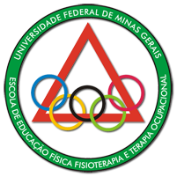 UNIVERSIDADE FEDERAL DE MINAS GERAIS
ESCOLA DE EDUCAÇÃO FÍSICA FISIOTERAPIA E TERAPIA OCUPACIONAL